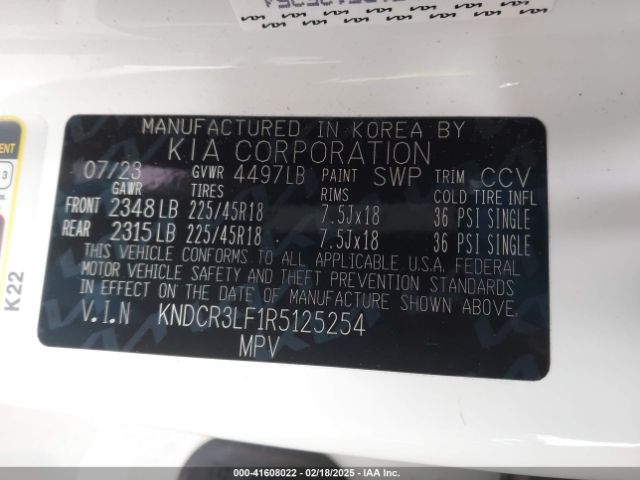 MANUFACTURED IN KOREA BY
KIA CORPORATION
07/23 GVWR 4497LB PAINT SWP TRIM CCV
GAWR TIRES RIMS COLD TIRE INFL
FRONT 2348LB 225/45R18 7.5Jx18 36 PSI SINGLE
REAR 2315LB 225/45R18 7.5Jx18 36 PSI SINGLE
THIS VEHICLE CONFORMS TO ALL APPLICABLE U.S.A. FEDERAL
MOTOR VEHICLE SAFETY AND THEFT PREVENTION STANDARDS
IN EFFECT ON THE DATE OF MANUFACTURE SHOWN ABOVE.
V.I.N KNDCR3LF1R5125254
MPV
K22
3
000-41608022 — 02/18/2025 — IAA Inc.